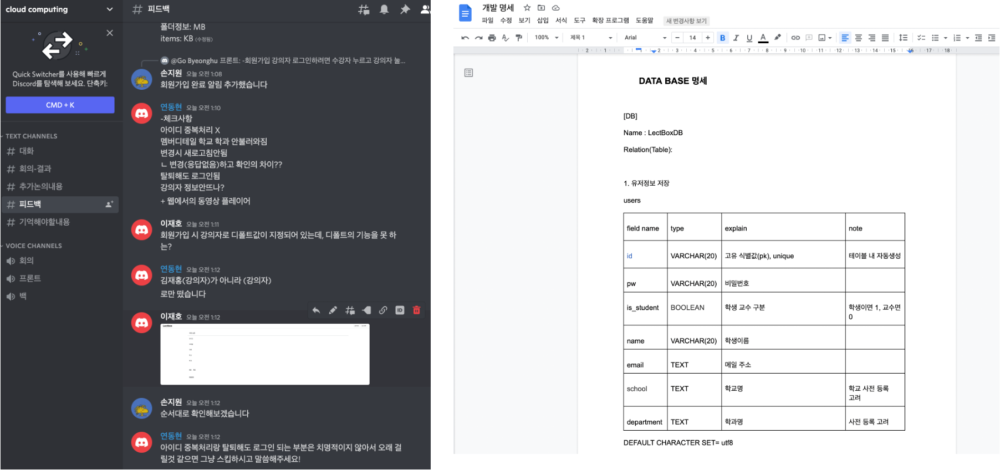 cloud computing
Quick Switcher를 사용해 빠르게
Discord를 탐색해 보세요. 단축키:
CMD + K
TEXT CHANNELS
# 대화
# 회의-결과
# 추가논의내용
# 피드백
# 기억해야할내용
VOICE CHANNELS
회의
프론트
백
# 피드백
폴더정보: MB
items: KB (수정됨)
@Go Byeonghu 프론트: -회원가입 강의자 로그인하려면 수강자 누르고 강의자 눌...
손지원 오늘 오전 1:08
회원가입 완료 알림 추가했습니다
연동현 오늘 오전 1:10
-체크사항
아이디 중복처리 X
멤버디테일 학교 학과 안불러와짐
변경시 새로고침안됨
ㄴ 변경(응답없음)하고 확인의 차이??
탈퇴해도 로그인됨
강의자 정보안뜨나?
+ 웹에서의 동영상 플레이어
이재호 오늘 오전 1:11
회원가입 시 강의자로 디폴트값이 지정되어 있는데, 디폴트의 기능을 못 하
는?
연동현 오늘 오전 1:12
김재홍(강의자)가 아니라 (강의자)
로만 떴습니다
ID
이재호 오늘 오전 1:12
LectBox
손지원 오늘 오전 1:12
순서대로 확인해보겠습니다
연동현 오늘 오전 1:12
아이디 중복처리랑 탈퇴해도 로그인 되는 부분은 치명적이지 않아서 오래 걸
릴것 같으면 그냥 스킵하시고 말씀해주세요!
개발 명세
파일 수정 보기 삽입 서식 도구 확장 프로그램 도움말 새 변경사항 보기
100% 제목 1 Arial − 14 + B I U A
2 1 1 2 3 4 5 6 7 8 9 10 11 12 13 14 15 16 17 18
DATA BASE 명세
[DB]
Name : LectBoxDB
Relation(Table):
1. 유저정보 저장
users
field name type explain note
id VARCHAR(20) 고유 식별값(pk), unique 테이블 내 자동생성
pw VARCHAR(20) 비밀번호
is_student BOOLEAN 학생 교수 구분 학생이면 1, 교수면
0
name VARCHAR(20) 학생이름
email TEXT 메일 주소
school TEXT 학교명 학교 사전 등록
고려
department TEXT 학과명 사전 등록 고려
DEFAULT CHARACTER SET= utf8